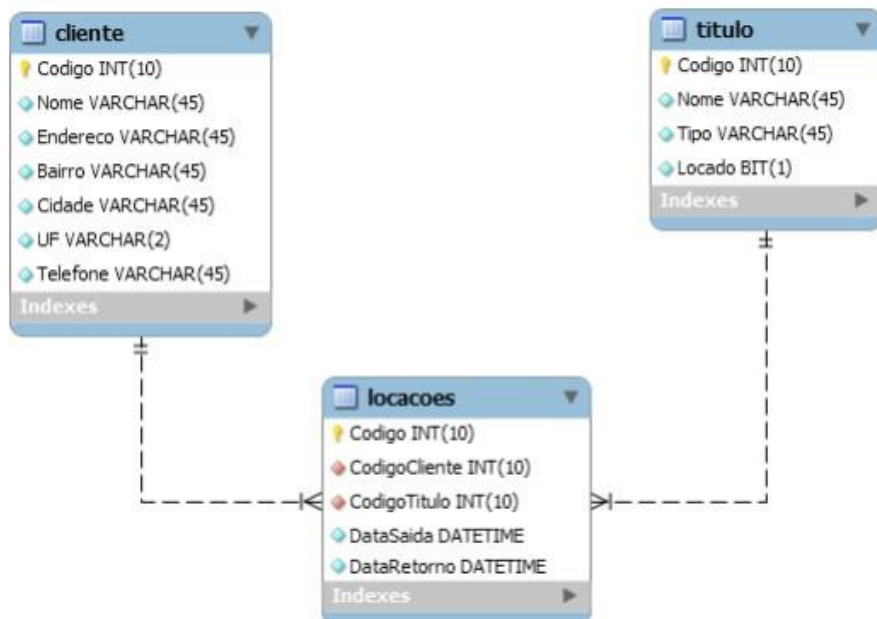 cliente
Codigo INT(10)
Nome VARCHAR(45)
Endereco VARCHAR(45)
Bairro VARCHAR(45)
Cidade VARCHAR(45)
UF VARCHAR(2)
Telefone VARCHAR(45)
Indexes
titulo
Codigo INT(10)
Nome VARCHAR(45)
Tipo VARCHAR(45)
Locado BIT(1)
Indexes
locacoes
Codigo INT(10)
CodigoCliente INT(10)
CodigoTitulo INT(10)
DataSaida DATETIME
DataRetorno DATETIME
Indexes